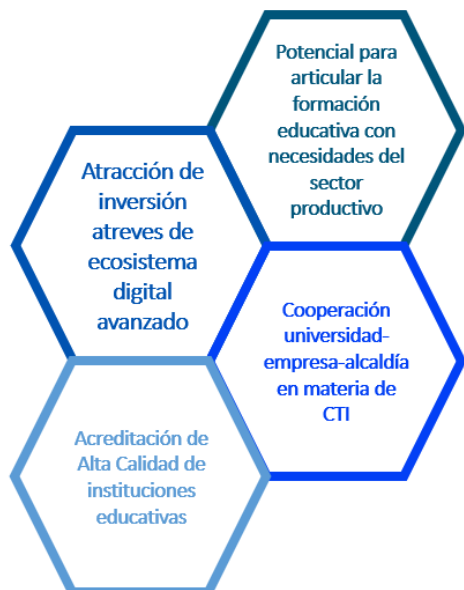 Potencial para
articular la
formación
educativa con
necesidades del
sector
productivo
Atracción de
inversión
atreves de
ecosistema
digital
avanzado
Cooperación
universidad-
empresa-alcaldía
en materia de
CTI
Acreditación de
Alta Calidad de
instituciones
educativas